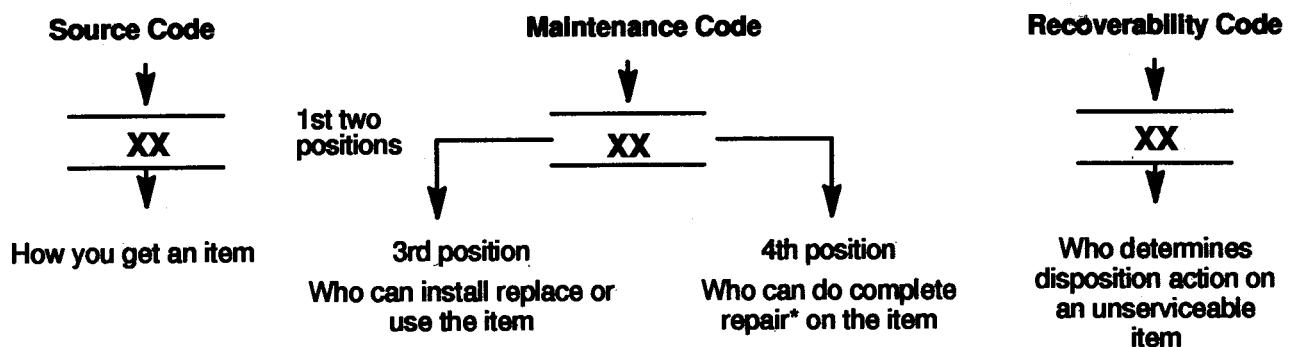 Source Code
Maintenance Code
Recoverability Code
XX
1st two
positions
XX
XX
How you get an item
3rd position
Who can install replace or
use the item
4th position
Who can do complete
repair* on the item
Who determines
disposition action on
an unserviceable
item